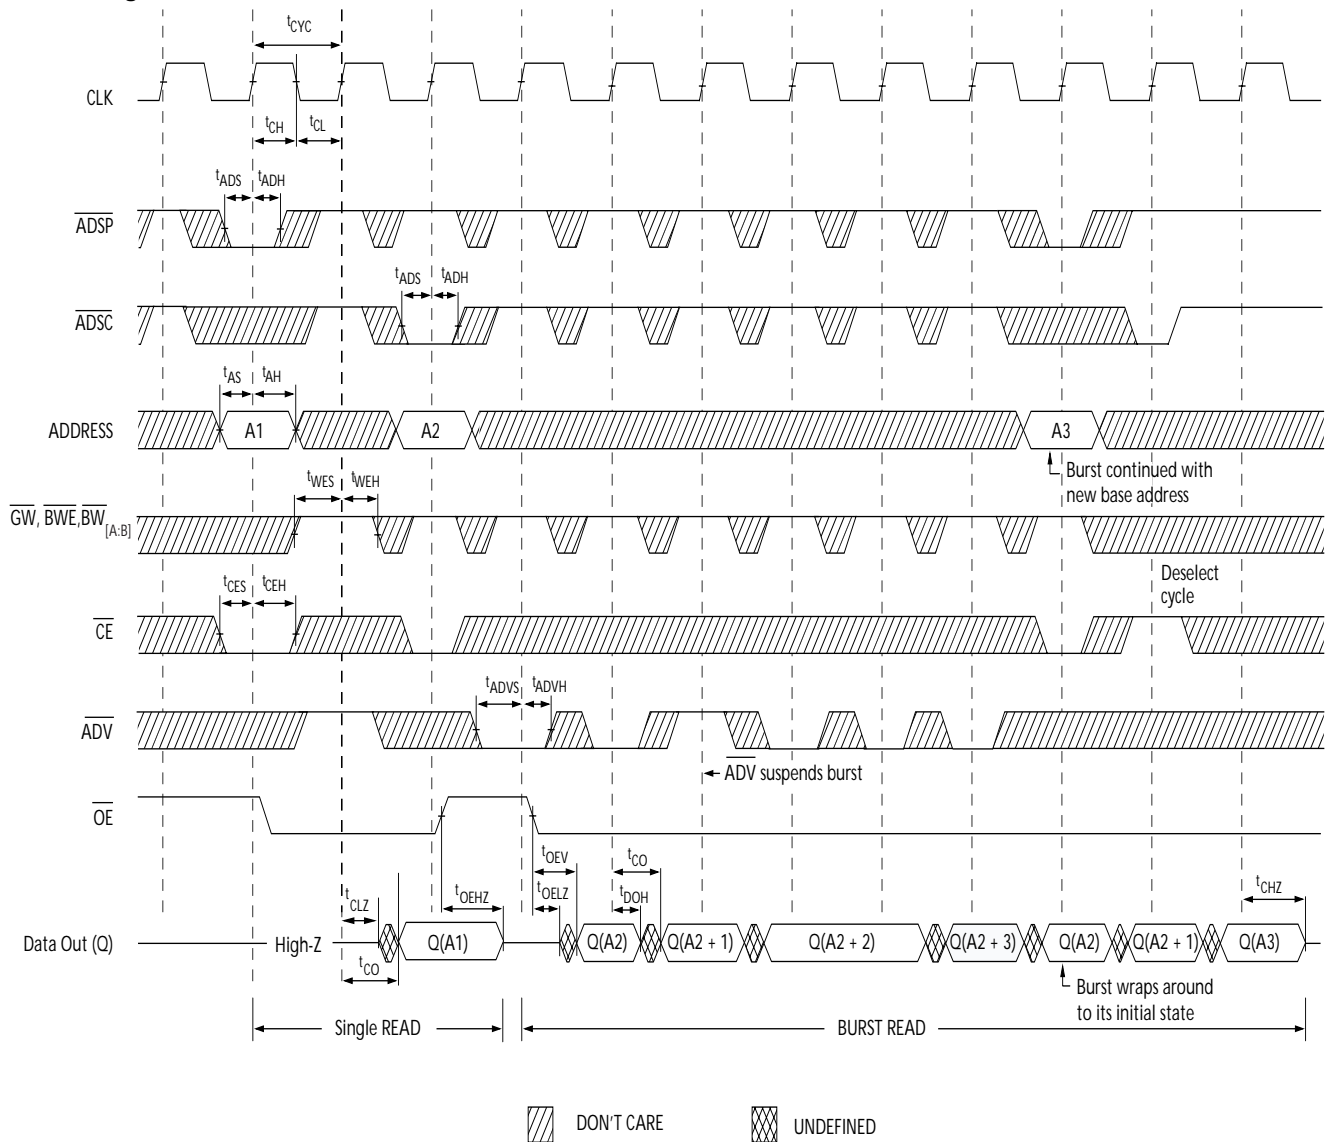 tCYC
CLK
tCH
tCL
tADS
tADH
ADSP
tADS
tADH
ADSC
tAS
tAH
ADDRESS
A1
A2
A3
Burst continued with
new base address
tWES
tWEH
GW, BWE,BW[A:B]
Deselect
cycle
tCES
tCEH
CE
tADVS
tADVH
ADV
ADV suspends burst
OE
tOEV
tCO
tCLZ
tOEHZ
tOELZ
tDOH
tCHZ
Data Out (Q)
High-Z
Q(A1)
Q(A2)
Q(A2 + 1)
Q(A2 + 2)
Q(A2 + 3)
Q(A2)
Q(A2 + 1)
Q(A3)
tCO
Burst wraps around
to its initial state
Single READ
BURST READ
DON'T CARE
UNDEFINED